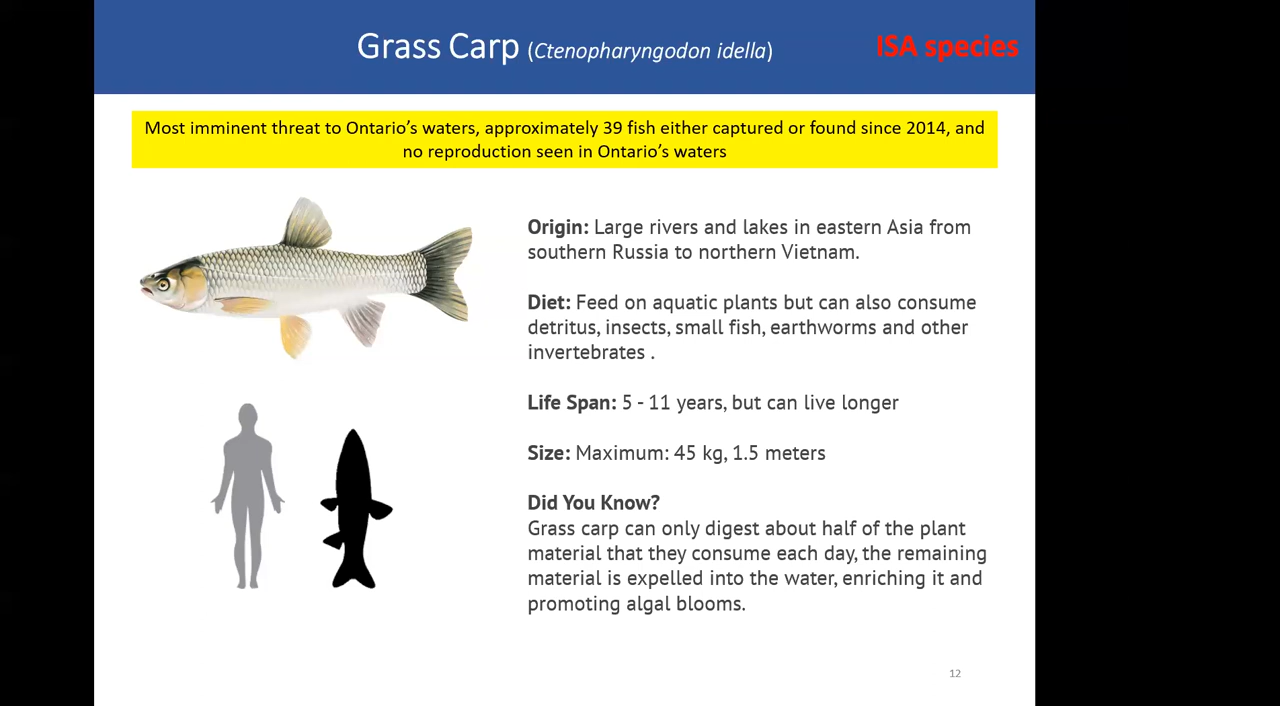 Grass Carp (Ctenopharyngodon idella)
ISA species
Most imminent threat to Ontario's waters, approximately 39 fish either captured or found since 2014, and
no reproduction seen in Ontario's waters
Origin: Large rivers and lakes in eastern Asia from
southern Russia to northern Vietnam.
Diet: Feed on aquatic plants but can also consume
detritus, insects, small fish, earthworms and other
invertebrates .
Life Span: 5 - 11 years, but can live longer
Size: Maximum: 45 kg, 1.5 meters
Did You Know?
Grass carp can only digest about half of the plant
material that they consume each day, the remaining
material is expelled into the water, enriching it and
promoting algal blooms.
12